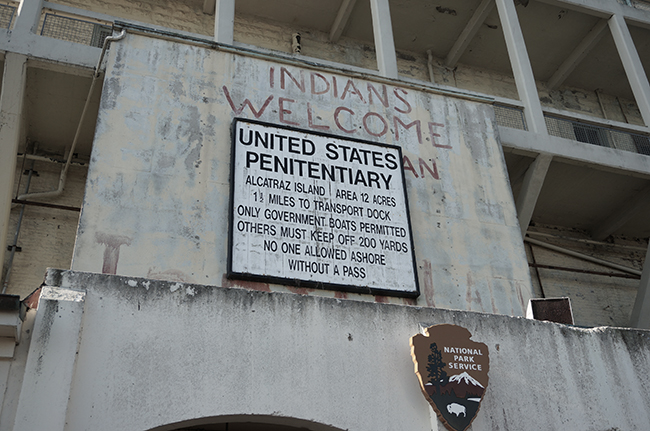 INDIANS
WELCOME
UNITED STATES
PENITENTIARY
ALCATRAZ ISLAND AREA 12 ACRES
1½ MILES TO TRANSPORT DOCK
ONLY GOVERNMENT BOATS PERMITTED
OTHERS MUST KEEP OFF 200 YARDS
NO ONE ALLOWED ASHORE
WITHOUT A PASS
NATIONAL
PARK
SERVICE